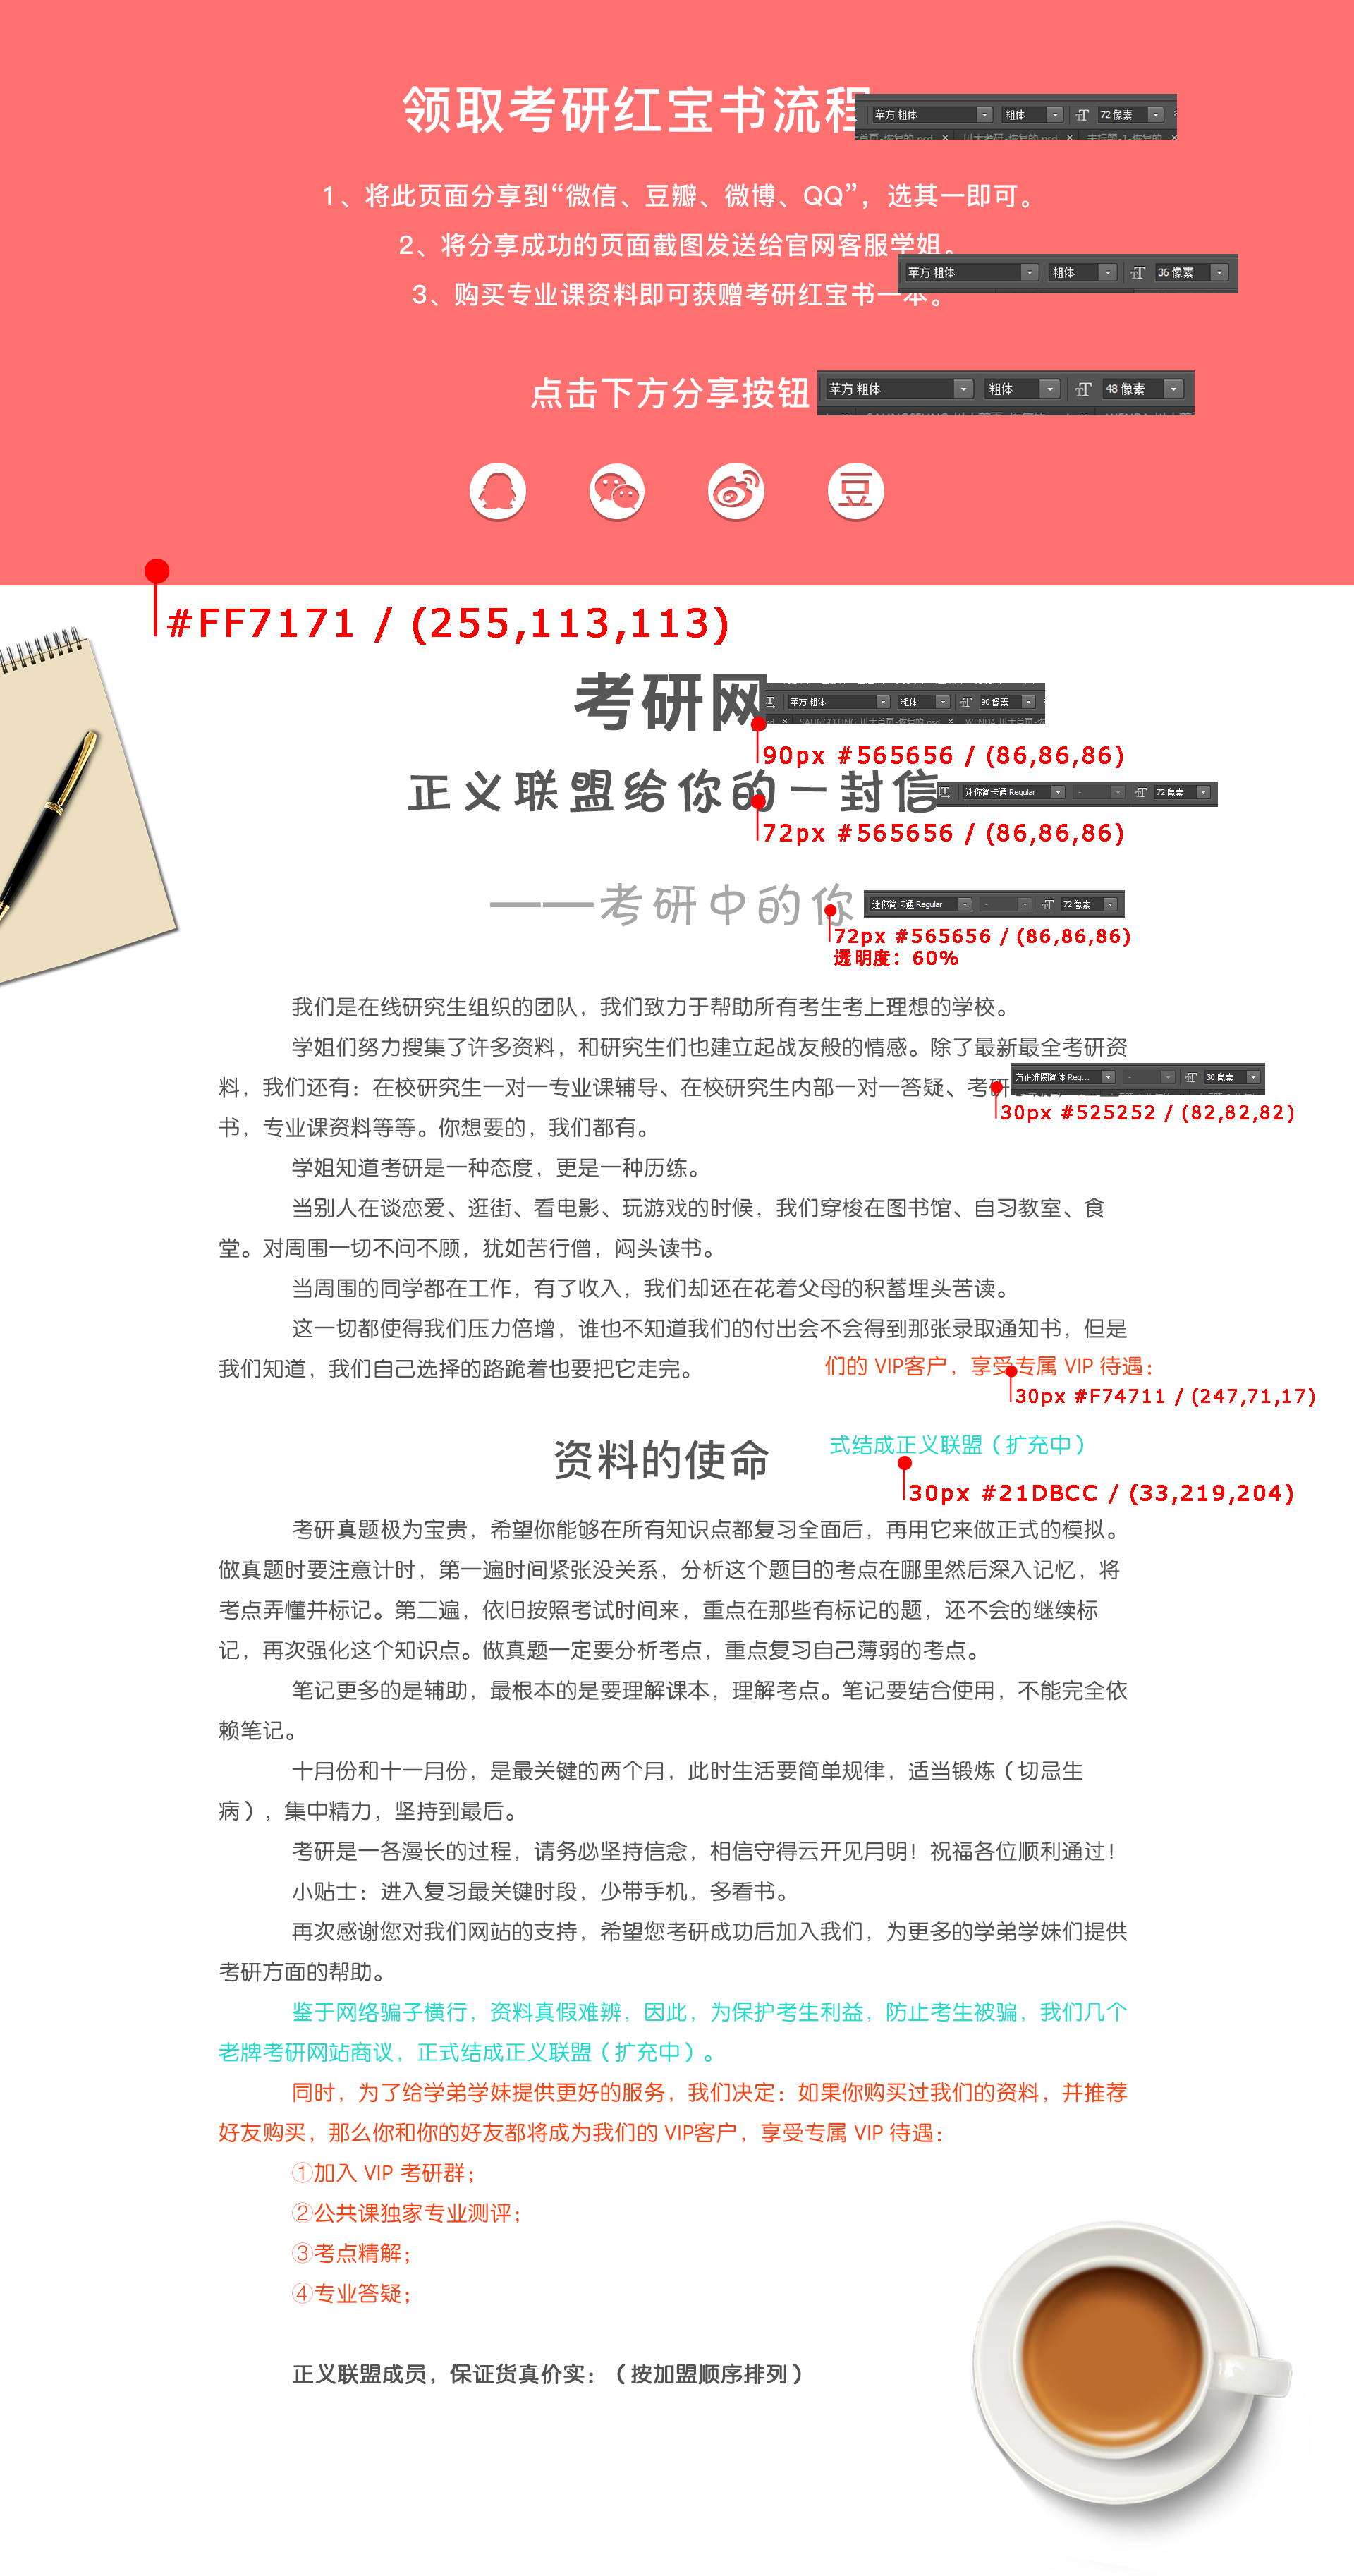 领取考研红宝书流程
苹方 粗体 粗体 72 像素
1、将此页面分享到“微信、豆瓣、微博、QQ”，选其一即可。
2、将分享成功的页面截图发送给官网客服学姐。
苹方 粗体 粗体 36 像素
3、购买专业课资料即可获赠考研红宝书一本。
点击下方分享按钮
苹方 粗体 粗体 48 像素
豆
#FF7171 / (255,113,113)
考研网
苹方 粗体 粗体 90 像素
90px #565656 / (86,86,86)
正义联盟给你的一封信
迷你简卡通 Regular - 72 像素
72px #565656 / (86,86,86)
——考研中的你
迷你简卡通 Regular - 72 像素
72px #565656 / (86,86,86)
透明度：60%
我们是在线研究生组织的团队，我们致力于帮助所有考生考上理想的学校。
学姐们努力搜集了许多资料，和研究生们也建立起战友般的情感。除了最新最全考研资
料，我们还有：在校研究生一对一专业课辅导、在校研究生内部一对一答疑、考研
方正准圆简体 Reg... - 30 像素
30px #525252 / (82,82,82)
书，专业课资料等等。你想要的，我们都有。
学姐知道考研是一种态度，更是一种历练。
当别人在谈恋爱、逛街、看电影、玩游戏的时候，我们穿梭在图书馆、自习教室、食
堂。对周围一切不问不顾，犹如苦行僧，闷头读书。
当周围的同学都在工作，有了收入，我们却还在花着父母的积蓄埋头苦读。
这一切都使得我们压力倍增，谁也不知道我们的付出会不会得到那张录取通知书，但是
我们知道，我们自己选择的路跪着也要把它走完。
们的 VIP客户，享受专属 VIP 待遇：
30px #F74711 / (247,71,17)
资料的使命
式结成正义联盟（扩充中）
30px #21DBCC / (33,219,204)
考研真题极为宝贵，希望你能够在所有知识点都复习全面后，再用它来做正式的模拟。
做真题时要注意计时，第一遍时间紧张没关系，分析这个题目的考点在哪里然后深入记忆，将
考点弄懂并标记。第二遍，依旧按照考试时间来，重点在那些有标记的题，还不会的继续标
记，再次强化这个知识点。做真题一定要分析考点，重点复习自己薄弱的考点。
笔记更多的是辅助，最根本的是要理解课本，理解考点。笔记要结合使用，不能完全依
赖笔记。
十月份和十一月份，是最关键的两个月，此时生活要简单规律，适当锻炼（切忌生
病），集中精力，坚持到最后。
考研是一各漫长的过程，请务必坚持信念，相信守得云开见月明！祝福各位顺利通过！
小贴士：进入复习最关键时段，少带手机，多看书。
再次感谢您对我们网站的支持，希望您考研成功后加入我们，为更多的学弟学妹们提供
考研方面的帮助。
鉴于网络骗子横行，资料真假难辨，因此，为保护考生利益，防止考生被骗，我们几个
老牌考研网站商议，正式结成正义联盟（扩充中）。
同时，为了给学弟学妹提供更好的服务，我们决定：如果你购买过我们的资料，并推荐
好友购买，那么你和你的好友都将成为我们的 VIP客户，享受专属 VIP 待遇：
①加入 VIP 考研群；
②公共课独家专业测评；
③考点精解；
④专业答疑；
正义联盟成员，保证货真价实：（按加盟顺序排列）